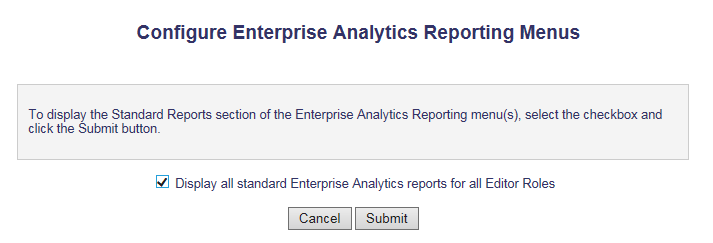 Configure Enterprise Analytics Reporting Menus
To display the Standard Reports section of the Enterprise Analytics Reporting menu(s), select the checkbox and
click the Submit button.
Display all standard Enterprise Analytics reports for all Editor Roles
Cancel Submit